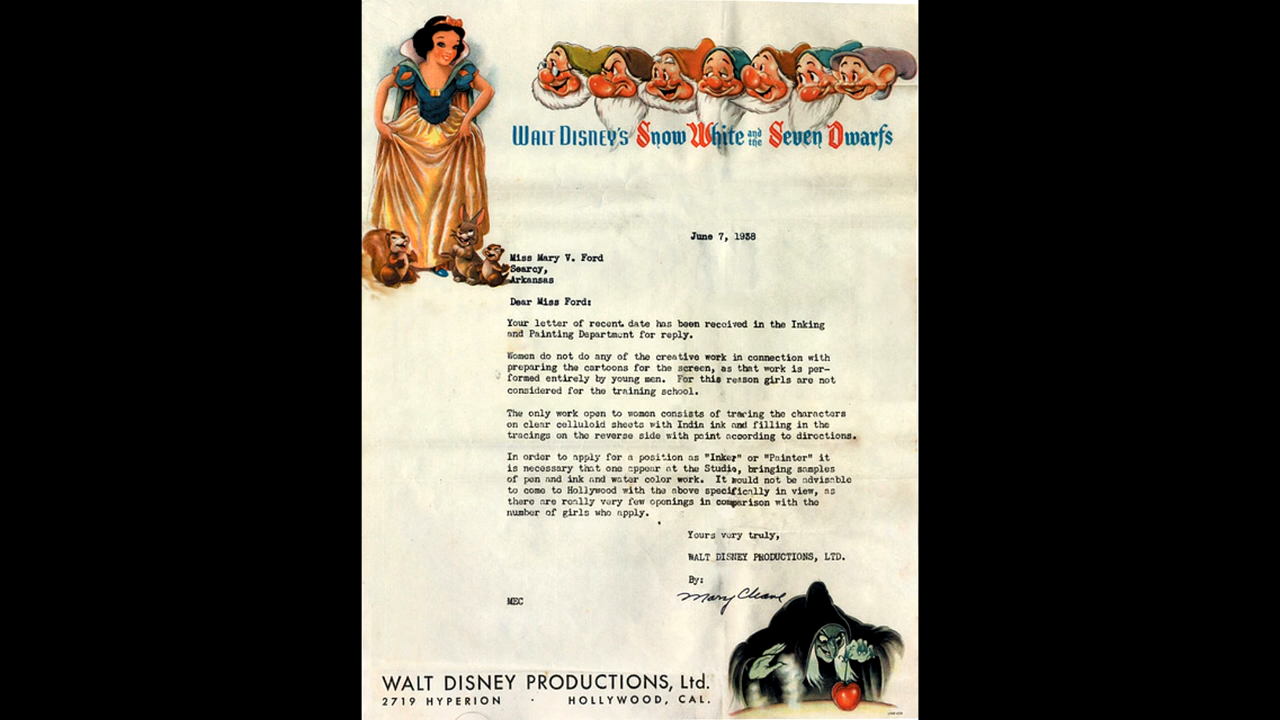 WALT DISNEY'S Snow White and the Seven Dwarfs
June 7, 1938
Miss Mary V. Ford
Searcy,
Arkansas
Dear Miss Ford:
Your letter of recent date has been received in the Inking
and Painting Department for reply.
Women do not do any of the creative work in connection with
preparing the cartoons for the screen, as that work is per-
formed entirely by young men. For this reason girls are not
considered for the training school.
The only work open to women consists of tracing the characters
on clear celluloid sheets with India ink and filling in the
tracings on the reverse side with paint according to directions.
In order to apply for a position as "Inker" or "Painter" it
is necessary that one appear at the Studio, bringing samples
of pen and ink and water color work. It would not be advisable
to come to Hollywood with the above specifically in view, as
there are really very few openings in comparison with the
number of girls who apply.
Yours very truly,
WALT DISNEY PRODUCTIONS, LTD.
By:
Mary Cleave
MEC
WALT DISNEY PRODUCTIONS, Ltd.
2719 HYPERION · HOLLYWOOD, CAL.